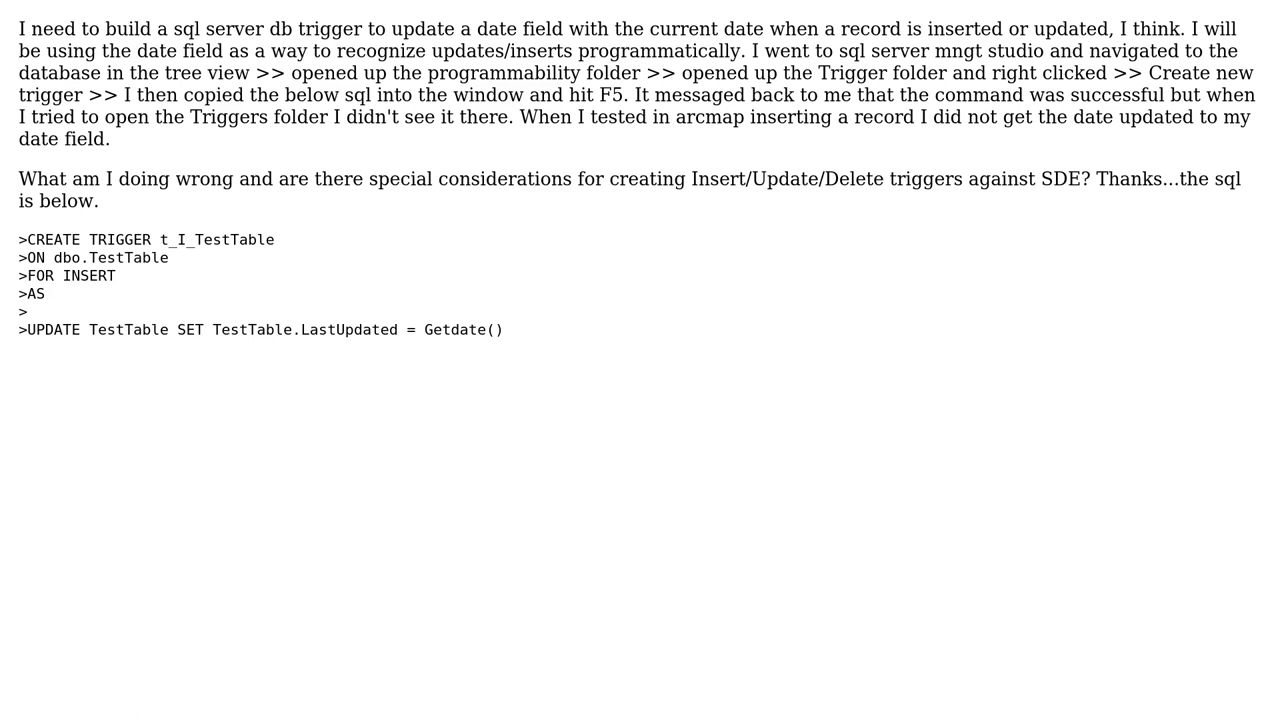 I need to build a sql server db trigger to update a date field with the current date when a record is inserted or updated, I think. I will
be using the date field as a way to recognize updates/inserts programmatically. I went to sql server mngt studio and navigated to the
database in the tree view >> opened up the programmability folder >> opened up the Trigger folder and right clicked >> Create new
trigger >> I then copied the below sql into the window and hit F5. It messaged back to me that the command was successful but when
I tried to open the Triggers folder I didn't see it there. When I tested in arcmap inserting a record I did not get the date updated to my
date field.
What am I doing wrong and are there special considerations for creating Insert/Update/Delete triggers against SDE? Thanks...the sql
is below.
>CREATE TRIGGER t_I_TestTable
>ON dbo.TestTable
>FOR INSERT
>AS
>
>UPDATE TestTable SET TestTable.LastUpdated = Getdate()